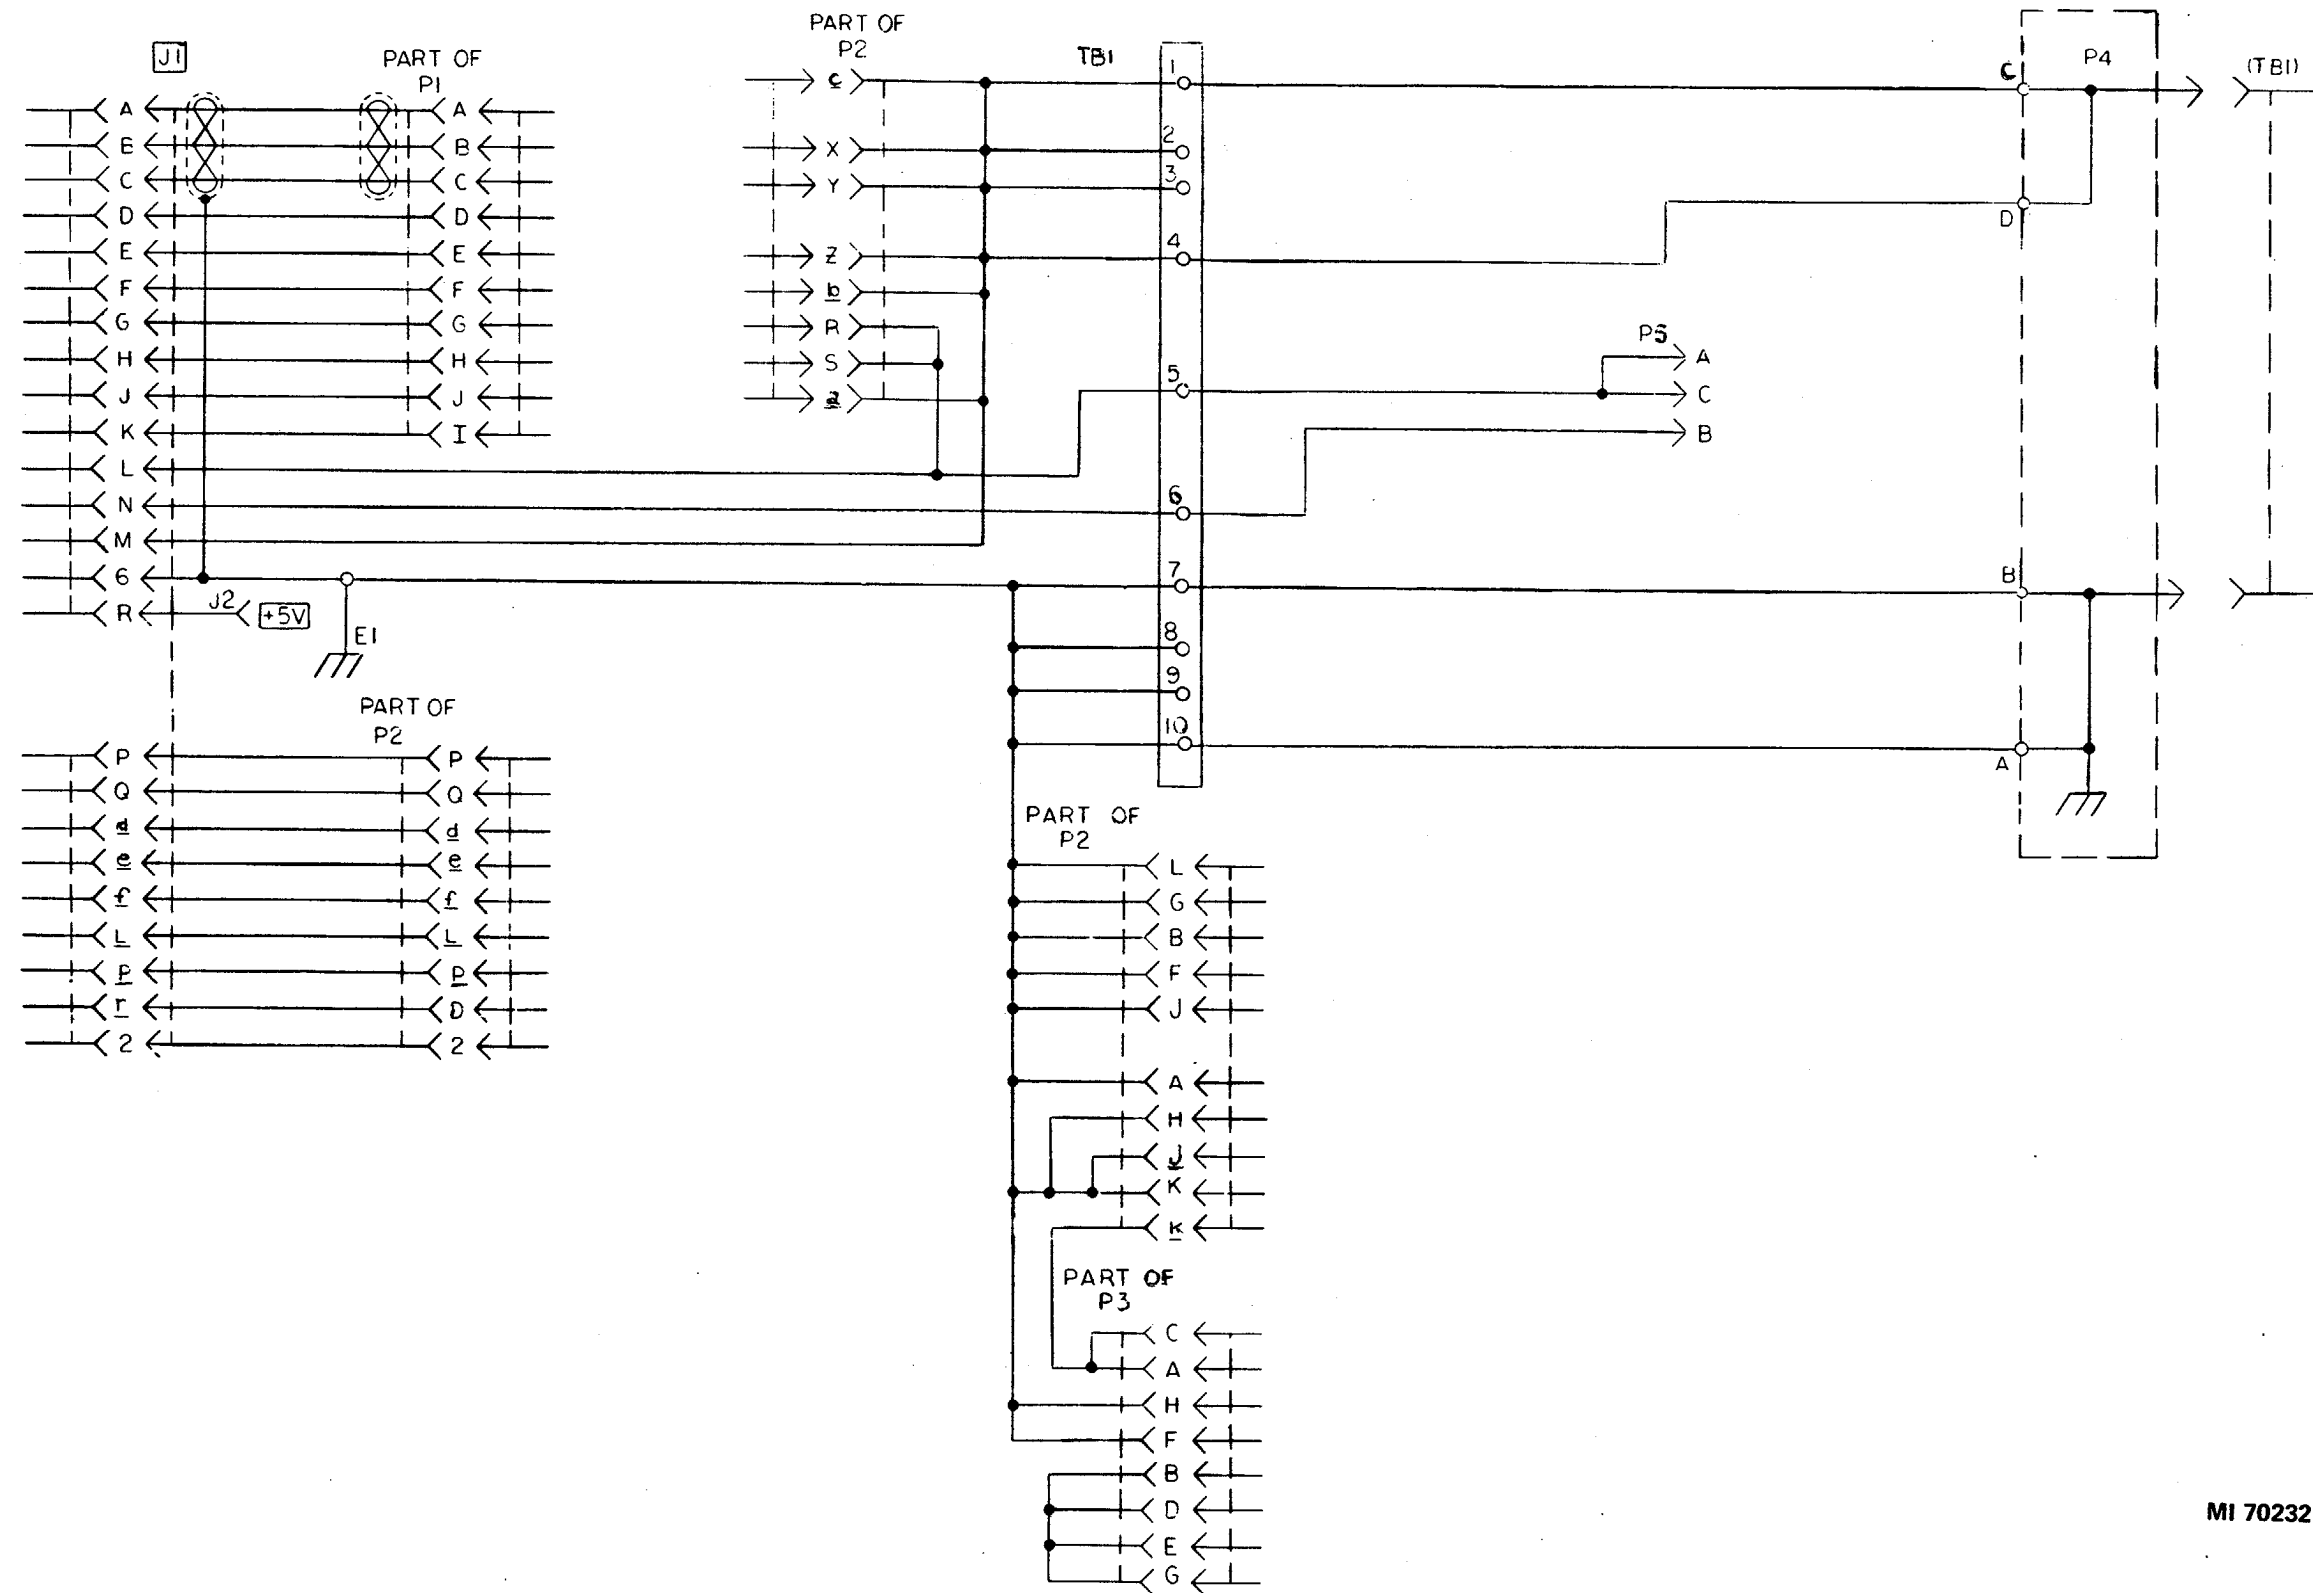 J1
PART OF
P1
A A
E B
C C
D D
E E
F F
G G
H H
J J
K I
L
N
M
6
R J2 +5V
E1
PART OF
P2
P P
Q Q
d d
e e
f f
L L
p p
r D
2 2
PART OF
P2
c
X
Y
Z
b
R
S
a
TB1
1
2
3
4
5
6
7
8
9
10
P5
A
C
B
P4
C
D
B
A
(TB1)
PART OF
P2
L
G
B
F
J
A
H
J
K
k
PART OF
P3
C
A
H
F
B
D
E
G
MI 70232